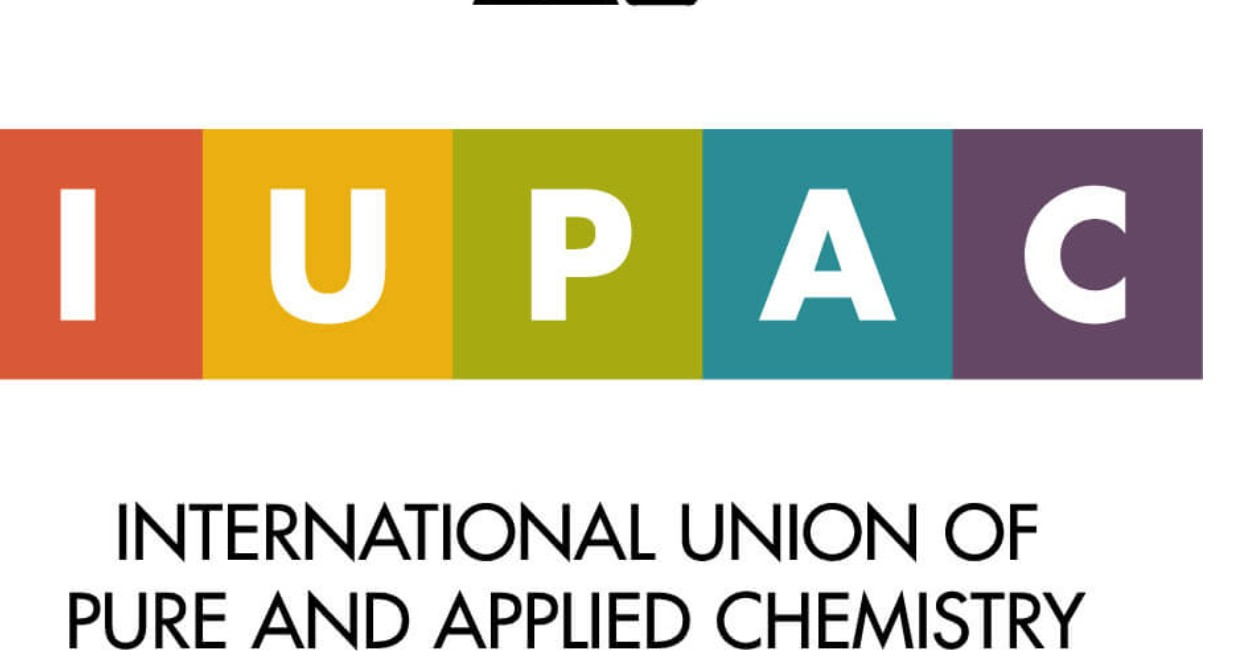 IUPAC
INTERNATIONAL UNION OF
PURE AND APPLIED CHEMISTRY